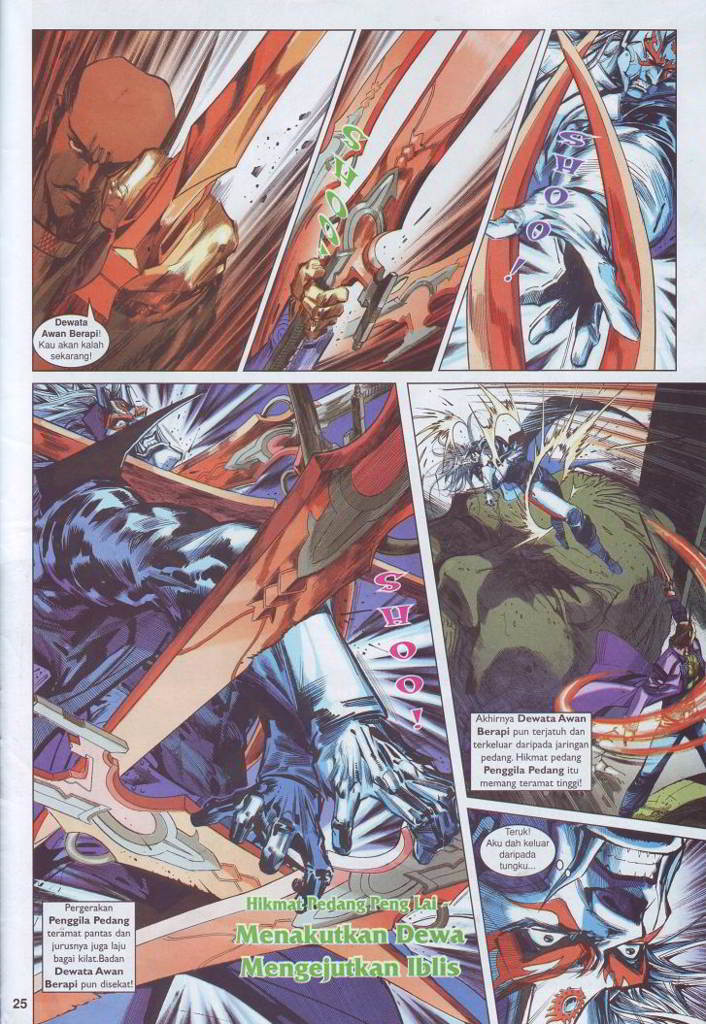 Dewata
Awan Berapi!
Kau akan kalah
sekarang!
SHOO!
SHOO!
SHOO!
Akhirnya Dewata Awan
Berapi pun terjatuh dan
terkeluar daripada jaringan
pedang. Hikmat pedang
Penggila Pedang itu
memang teramat tinggi!
Pergerakan
Penggila Pedang
teramat pantas dan
jurusnya juga laju
bagai kilat.Badan
Dewata Awan
Berapi pun disekat!
Hikmat Pedang Peng Lai -
Menakutkan Dewa
Mengejutkan Iblis
Teruk!
Aku dah keluar
daripada
tungku...
25